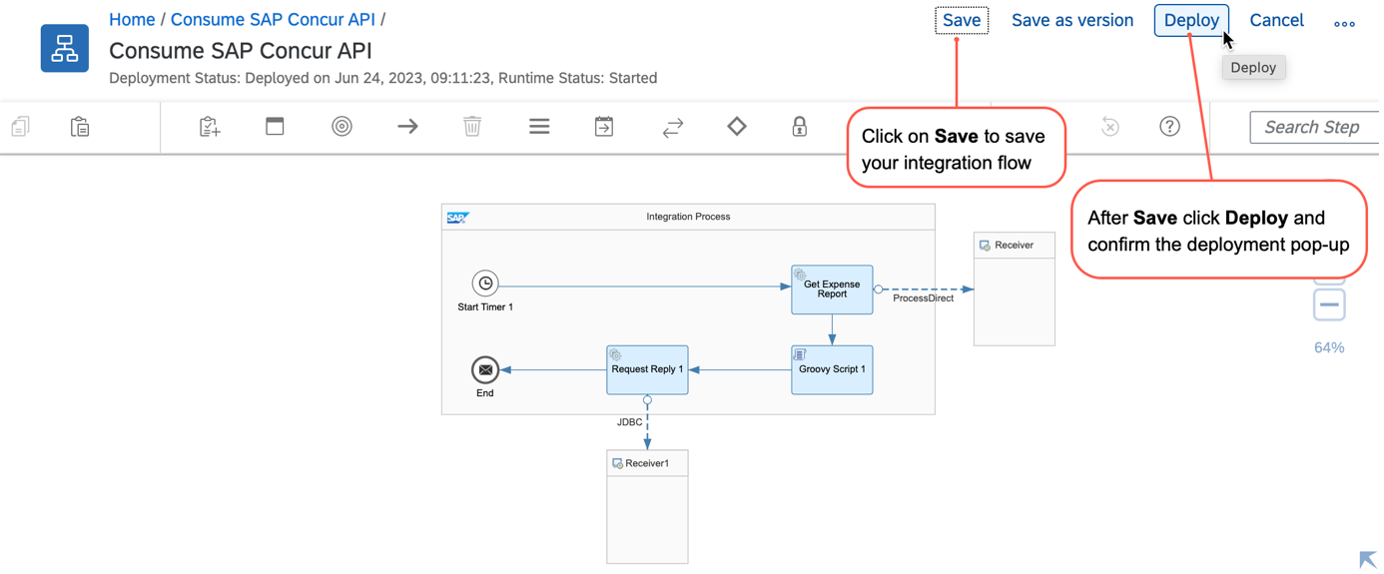 Home / Consume SAP Concur API /
Save
Save as version
Deploy
Cancel
Consume SAP Concur API
Deployment Status: Deployed on Jun 24, 2023, 09:11:23, Runtime Status: Started
Deploy
Search Step
Click on Save to save
your integration flow
After Save click Deploy and
confirm the deployment pop-up
SAP
Integration Process
Receiver
Start Timer 1
Get Expense
Report
ProcessDirect
64%
End
Request Reply 1
Groovy Script 1
JDBC
Receiver1